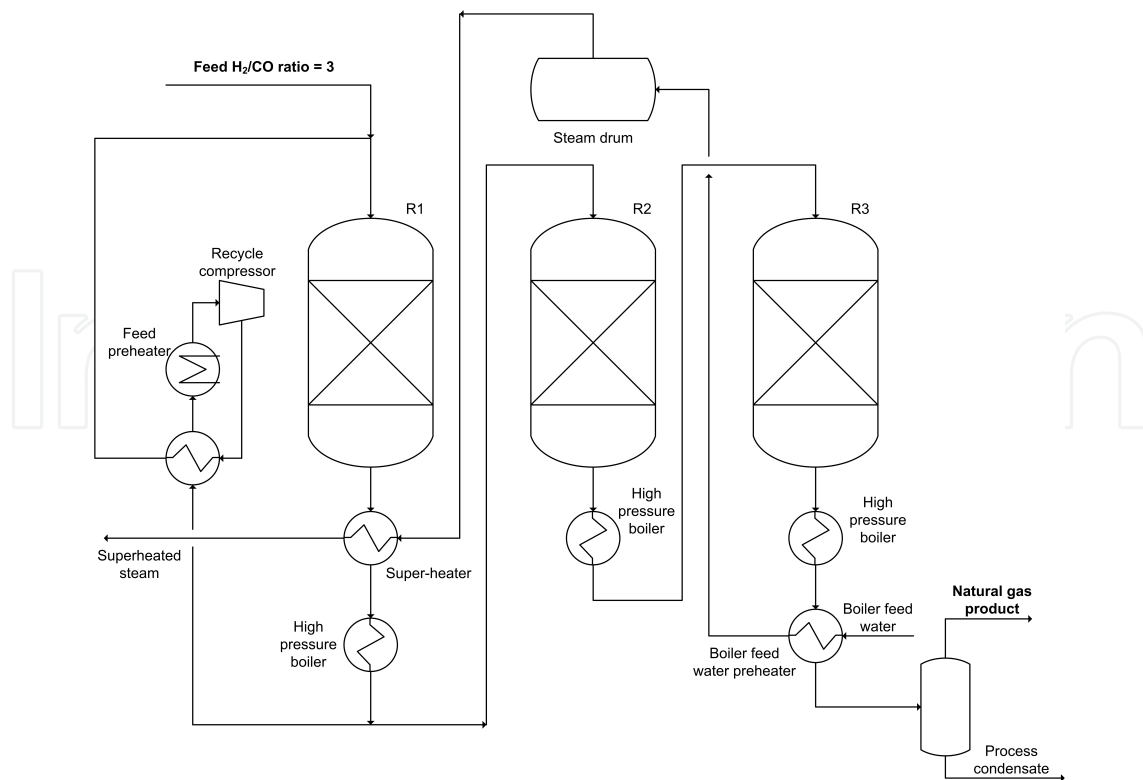 Feed H₂/CO ratio = 3
Steam drum
R1
R2
R3
Recycle
compressor
Feed
preheater
High
pressure
boiler
High
pressure
boiler
Superheated
steam
Super-heater
Natural gas
product
Boiler feed
water
High
pressure
boiler
Boiler feed
water preheater
Process
condensate